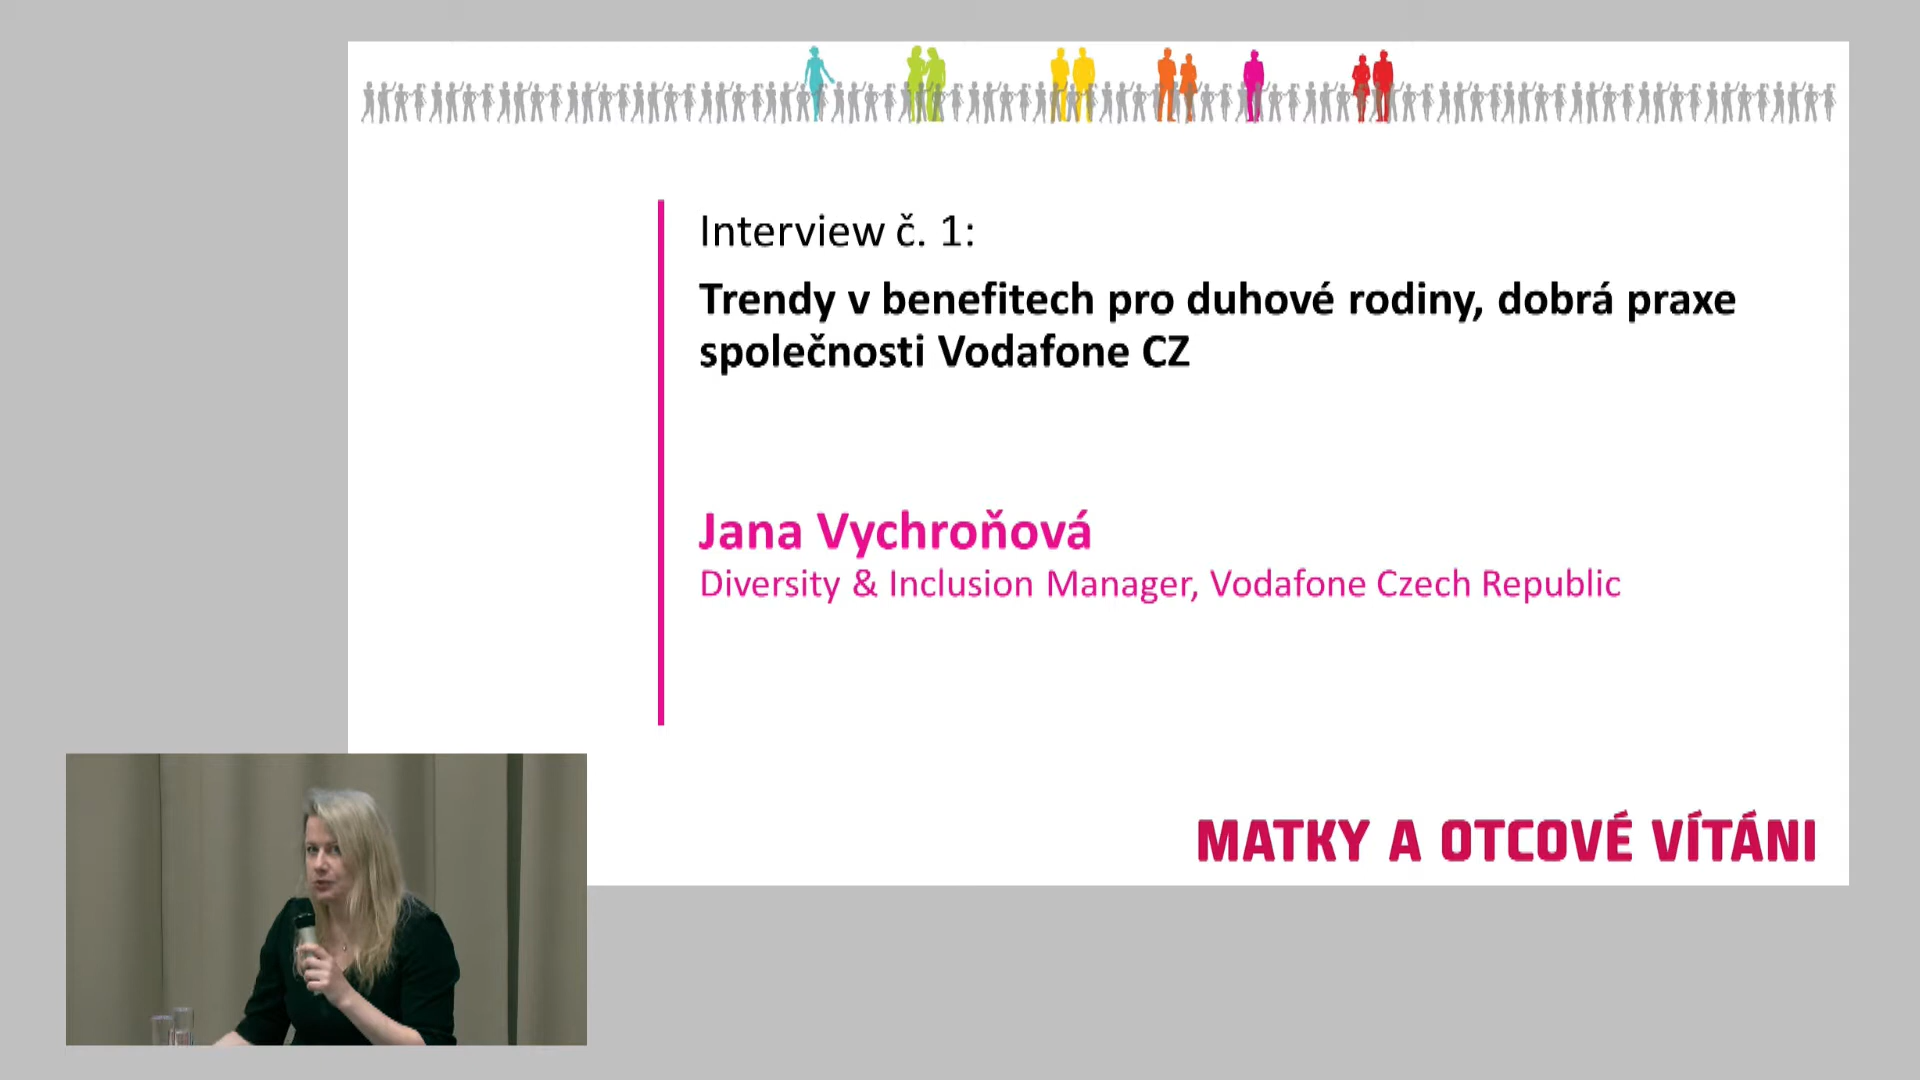 Interview č. 1:
Trendy v benefitech pro duhové rodiny, dobrá praxe
společnosti Vodafone CZ
Jana Vychroňová
Diversity & Inclusion Manager, Vodafone Czech Republic
MATKY A OTCOVÉ VÍTÁNI